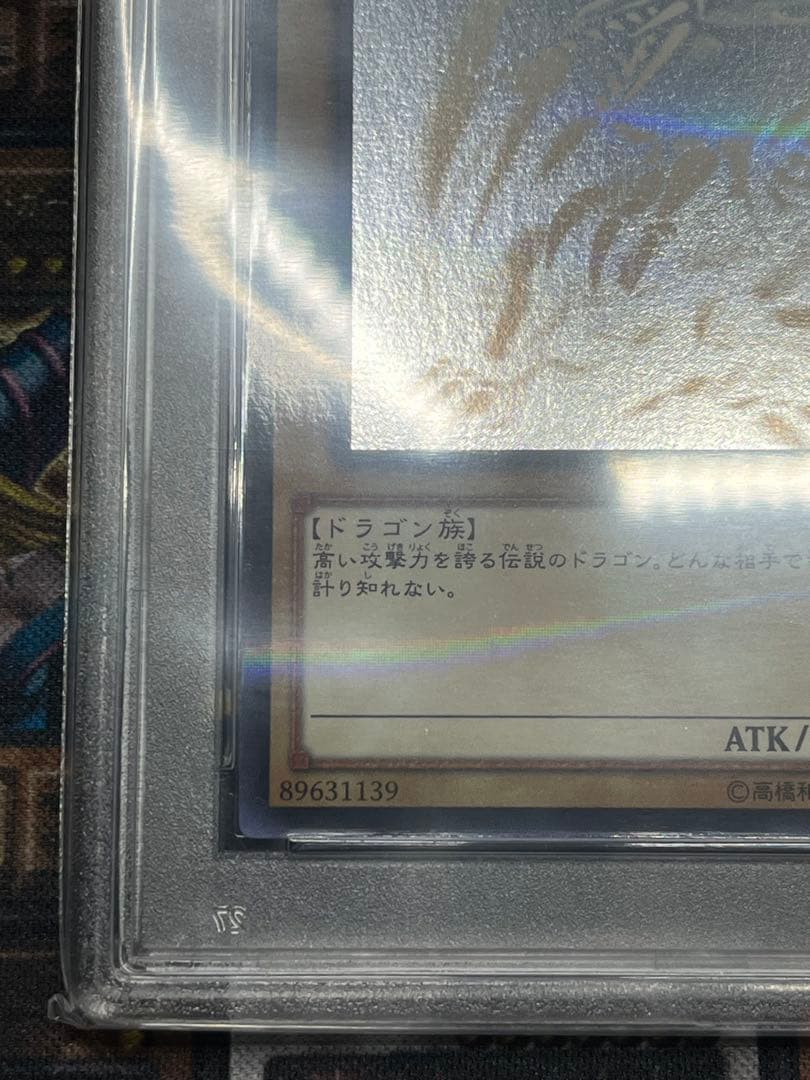 【ドラゴン族】
高い攻撃力を誇る伝説のドラゴン。どんな相手で
計り知れない。
ATK/
89631139
©高橋和
27